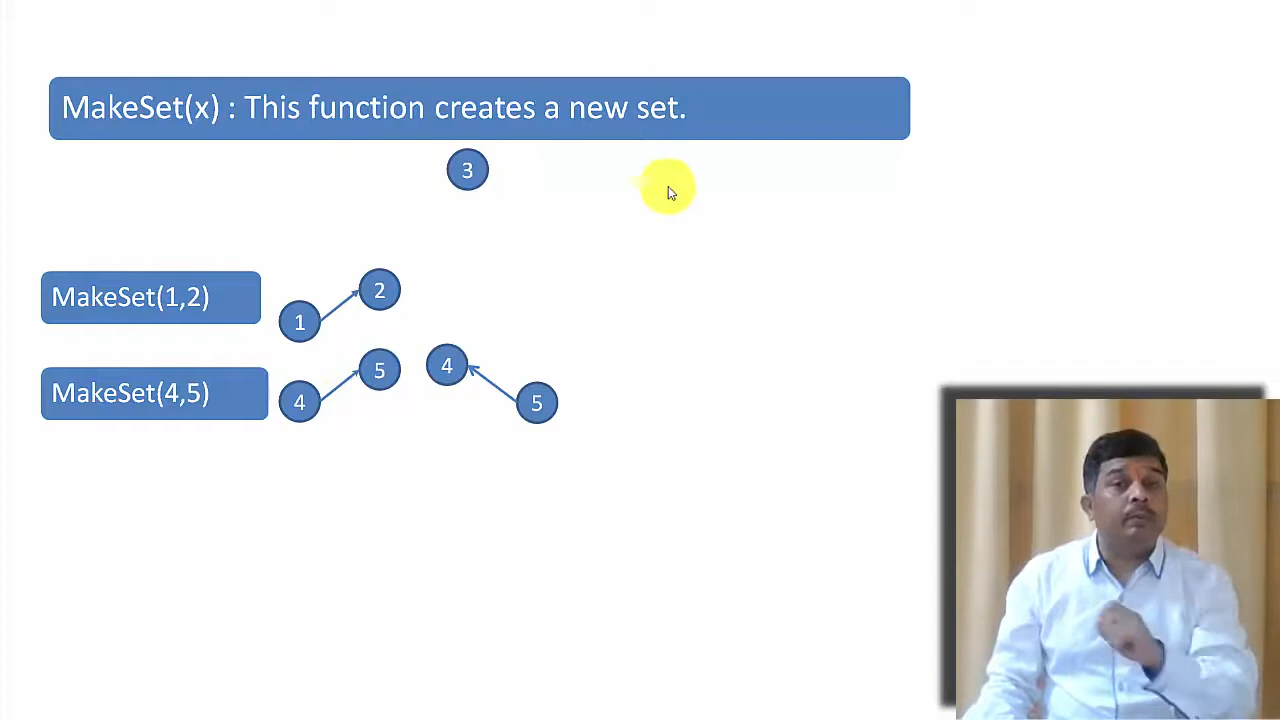 MakeSet(x) : This function creates a new set.
3
MakeSet(1,2)
1
2
MakeSet(4,5)
4
5
4
5